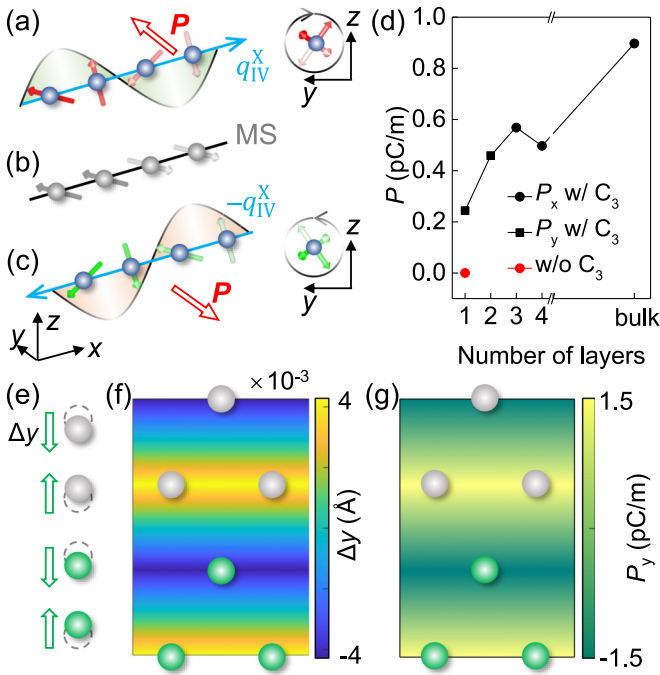 (a)
P
q_IV^X
z
y
(b)
MS
(c)
-q_IV^X
P
z
y
z
y
x
(d)
P (pC/m)
1.0
0.8
0.6
0.4
0.2
0.0
P_x w/ C_3
P_y w/ C_3
w/o C_3
1 2 3 4 bulk
Number of layers
(e)
Δy
(f)
× 10^-3
4
Δy (Å)
-4
(g)
1.5
P_y (pC/m)
-1.5